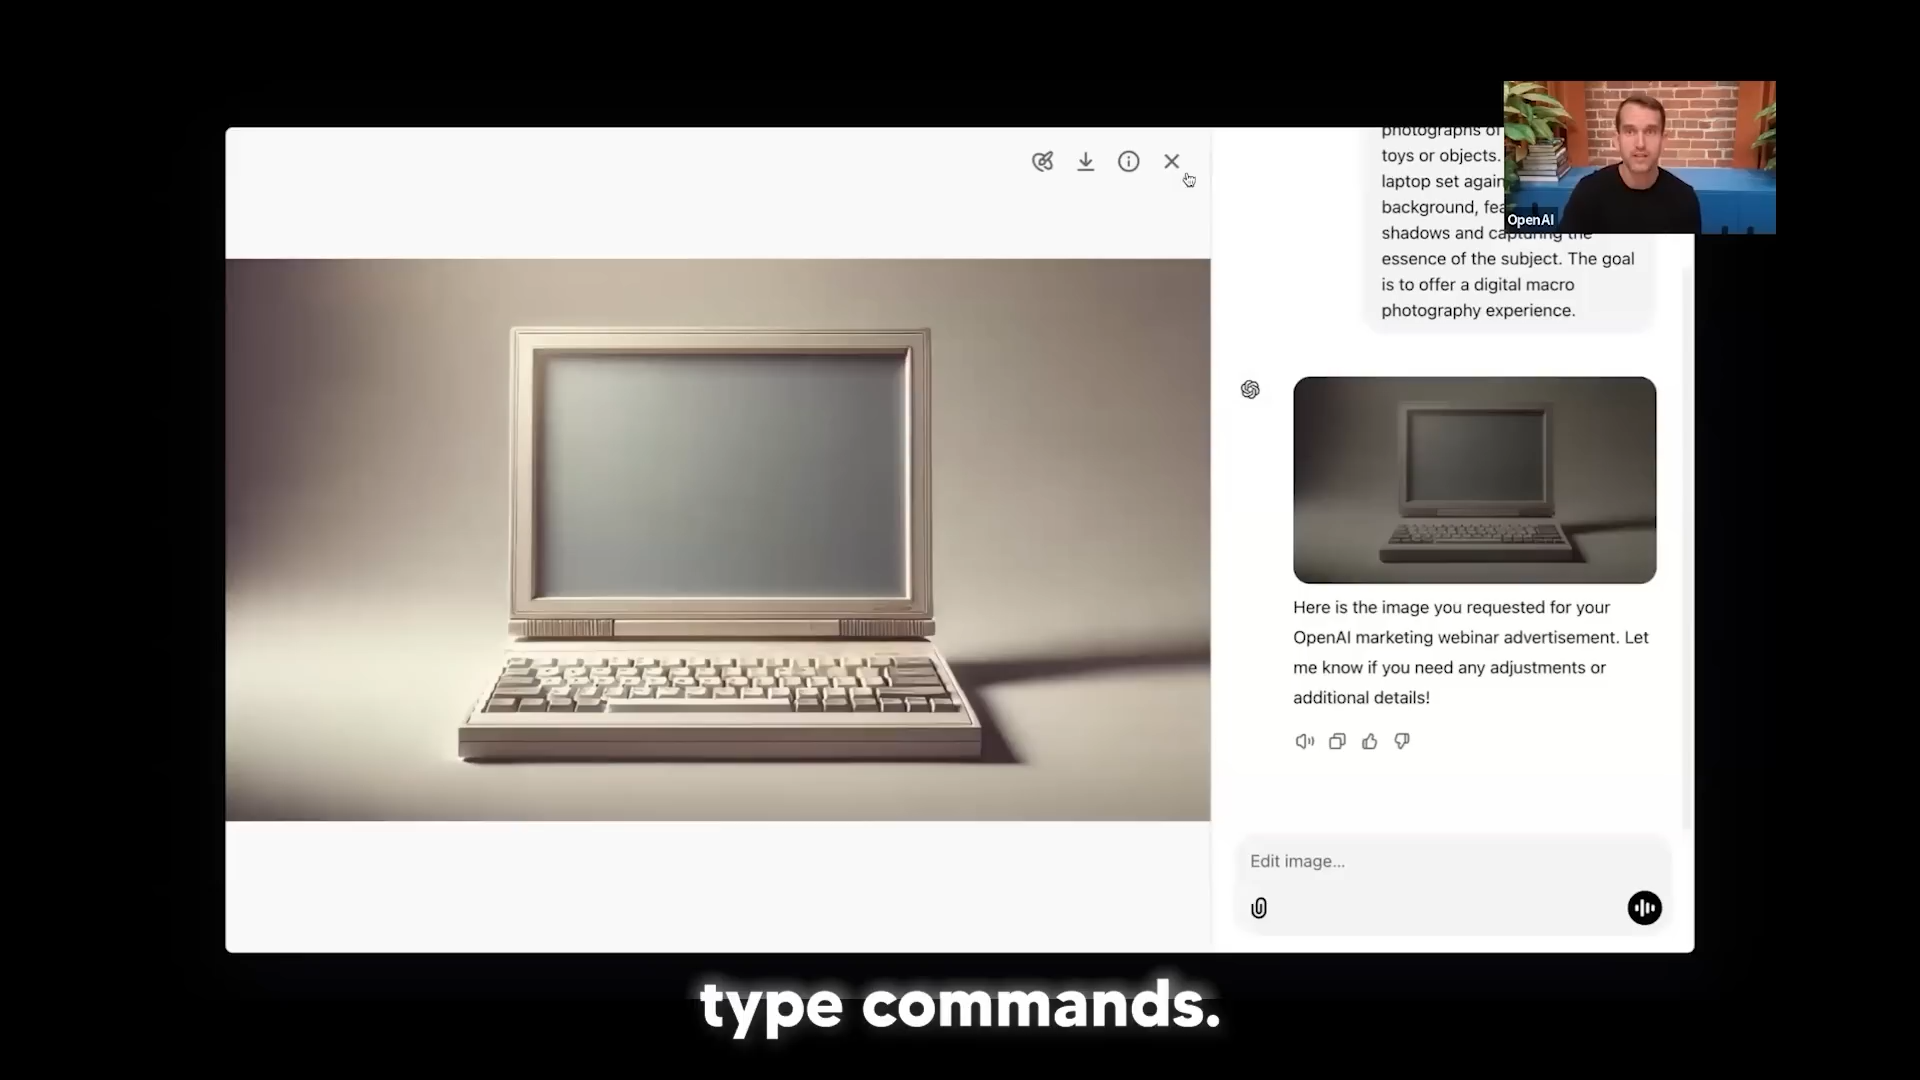 photographs of
toys or objects.
laptop set again
background, fea
shadows and capturing the
essence of the subject. The goal
is to offer a digital macro
photography experience.
OpenAI
Here is the image you requested for your
OpenAI marketing webinar advertisement. Let
me know if you need any adjustments or
additional details!
Edit image...
type commands.